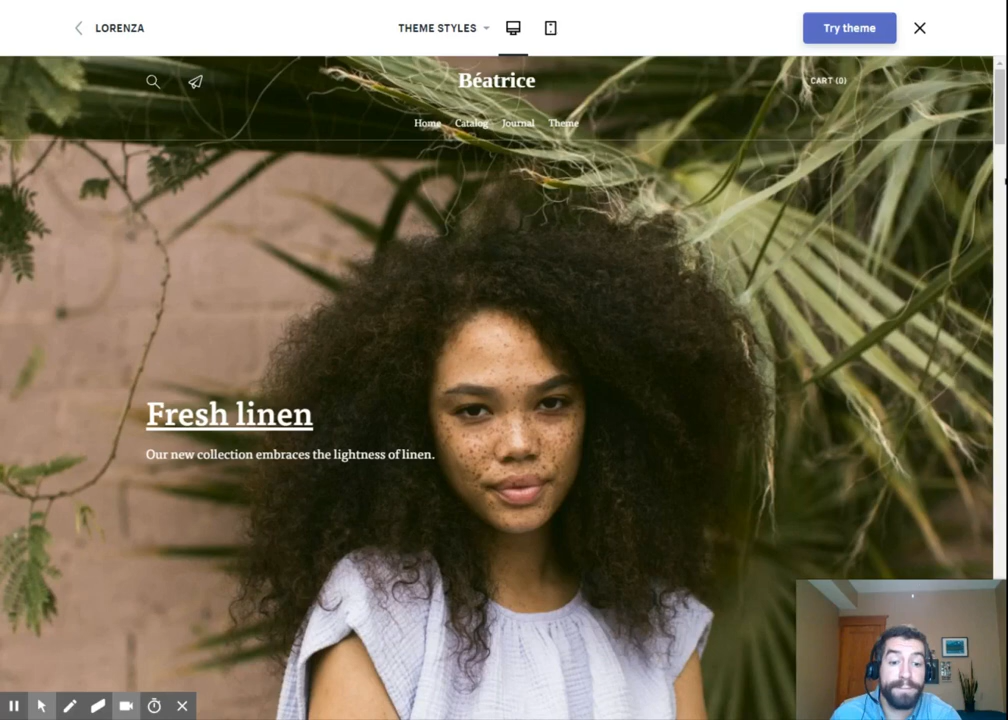 LORENZA
THEME STYLES
Try theme
Béatrice
CART (0)
Home Catalog Journal Theme
Fresh linen
Our new collection embraces the lightness of linen.